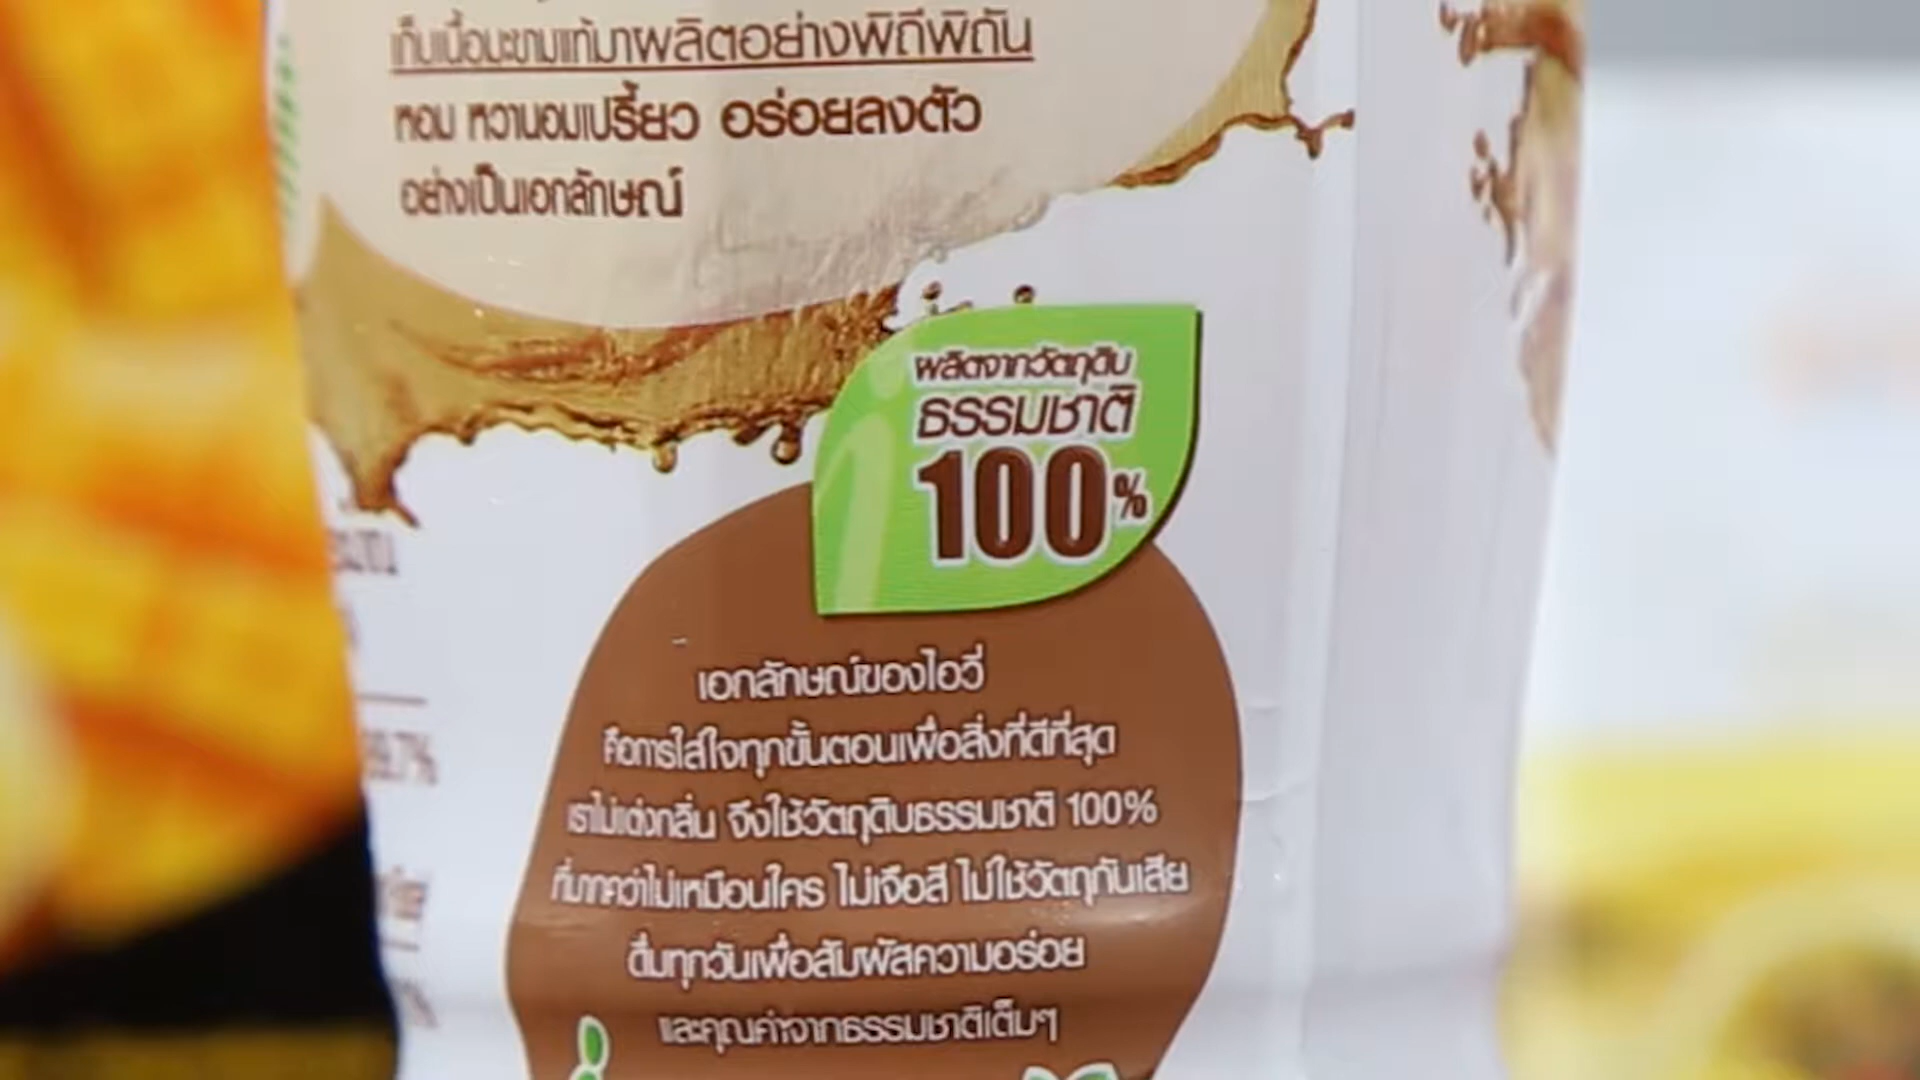 เก็บเนื้อมะขามแท้มาผลิตอย่างพิถีพิถัน
หอม หวานอมเปรี้ยว อร่อยลงตัว
อย่างเป็นเอกลักษณ์
ผลิตจากวัตถุดิบ
ธรรมชาติ
100%
เอกลักษณ์ของไอวี่
คือการใส่ใจทุกขั้นตอนเพื่อสิ่งที่ดีที่สุด
เราไม่แต่งกลิ่น จึงใช้วัตถุดิบธรรมชาติ 100%
ที่มากกว่าไม่เหมือนใคร ไม่เจือสี ไม่ใช้วัตถุกันเสีย
ดื่มทุกวันเพื่อสัมผัสความอร่อย
และคุณค่าจากธรรมชาติเต็มๆ